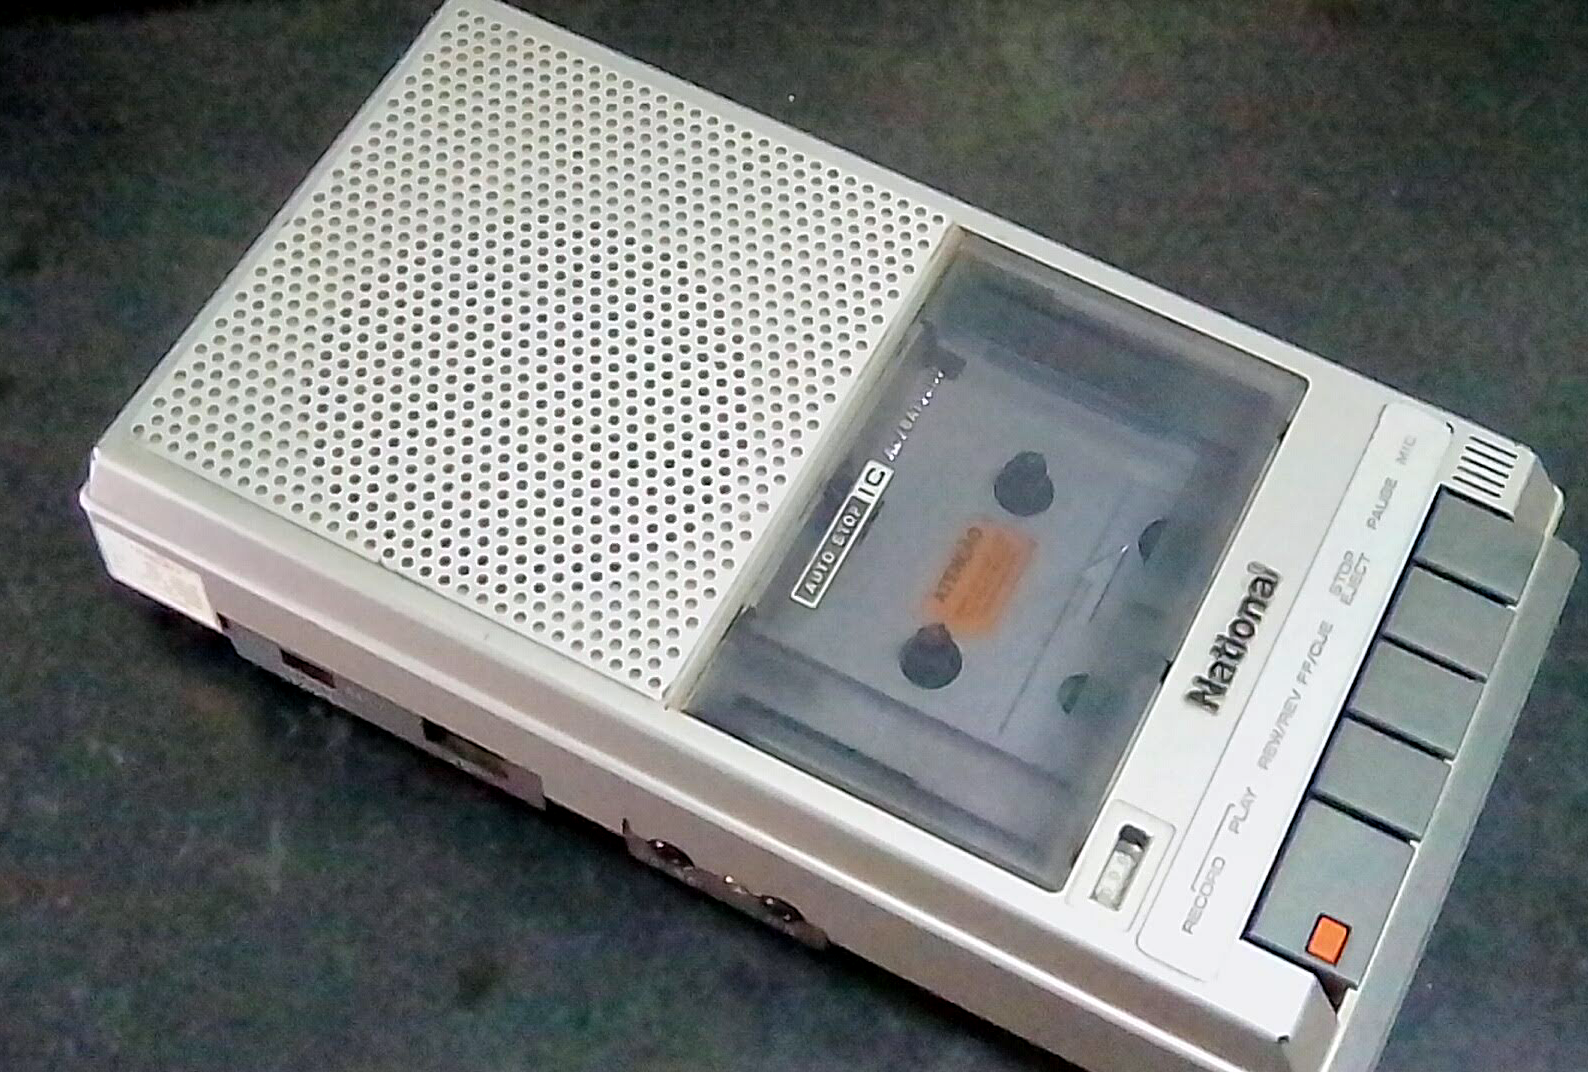 AUTO STOP IC
National
MIC
PAUSE
STOP
EJECT
FF/CUE
REW/REV
PLAY
RECORD